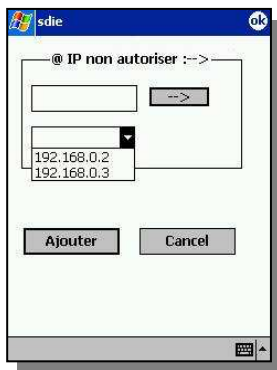 sdie
ok
@ IP non autoriser :-->
-->
192.168.0.2
192.168.0.3
Ajouter
Cancel